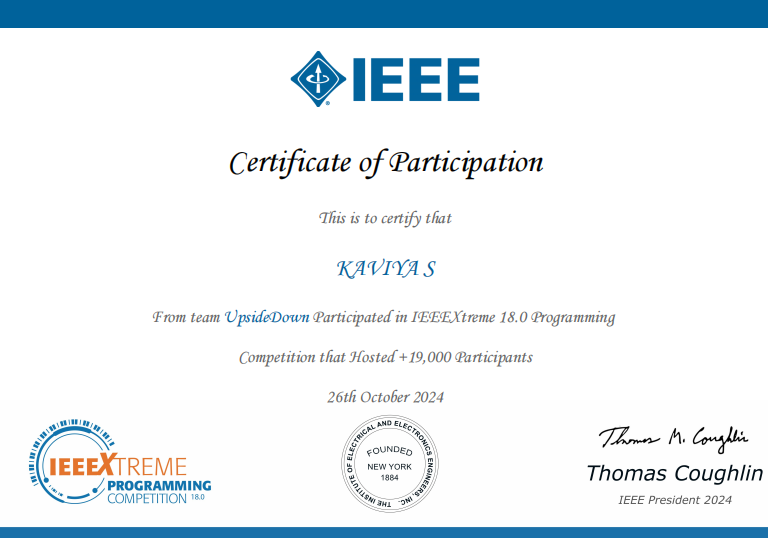 IEEE
Certificate of Participation
This is to certify that
KAVIYA S
From team UpsideDown Participated in IEEEXtreme 18.0 Programming
Competition that Hosted +19,000 Participants
26th October 2024
IEEEXTREME
PROGRAMMING
COMPETITION 18.0
THE INSTITUTE OF ELECTRICAL AND ELECTRONICS ENGINEERS, INC.
FOUNDED
NEW YORK
1884
Thomas M. Coughlin
Thomas Coughlin
IEEE President 2024